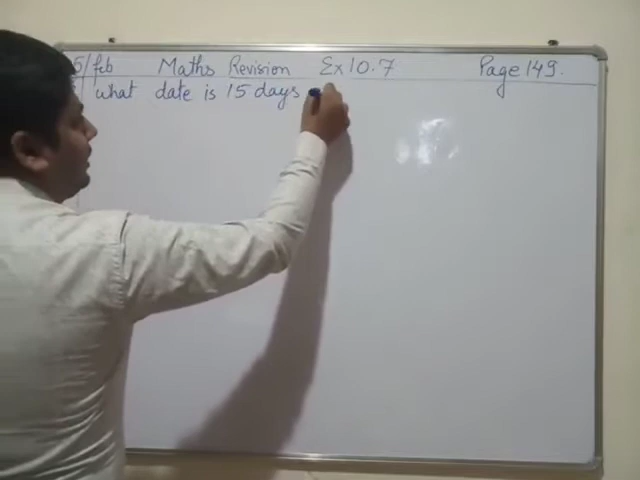 5/feb Maths Revision Ex 10.7 Page 149.
what date is 15 days